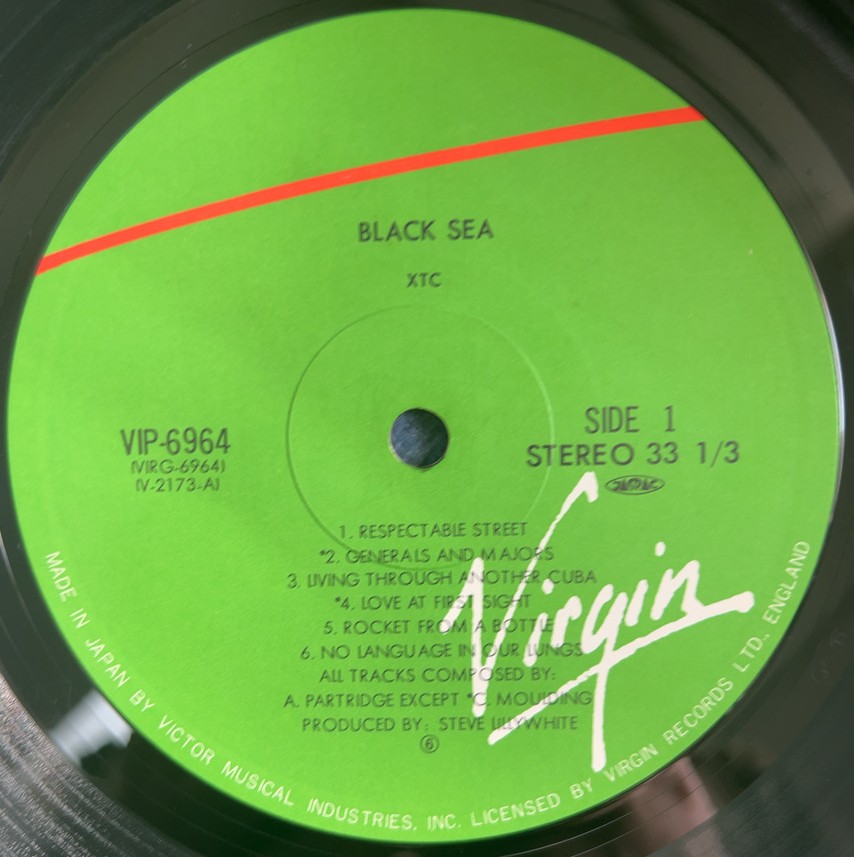 BLACK SEA
XTC
VIP-6964
(VIRG-6964)
(V-2173-A)
SIDE 1
STEREO 33 1/3
JASRAC
1. RESPECTABLE STREET
*2. GENERALS AND MAJORS
3. LIVING THROUGH ANOTHER CUBA
*4. LOVE AT FIRST SIGHT
5. ROCKET FROM A BOTTLE
6. NO LANGUAGE IN OUR LUNGS
ALL TRACKS COMPOSED BY:
A. PARTRIDGE EXCEPT *C. MOULDING
PRODUCED BY: STEVE LILLYWHITE
⑥
Virgin
MADE IN JAPAN BY VICTOR MUSICAL INDUSTRIES, INC. LICENSED BY VIRGIN RECORDS LTD., ENGLAND